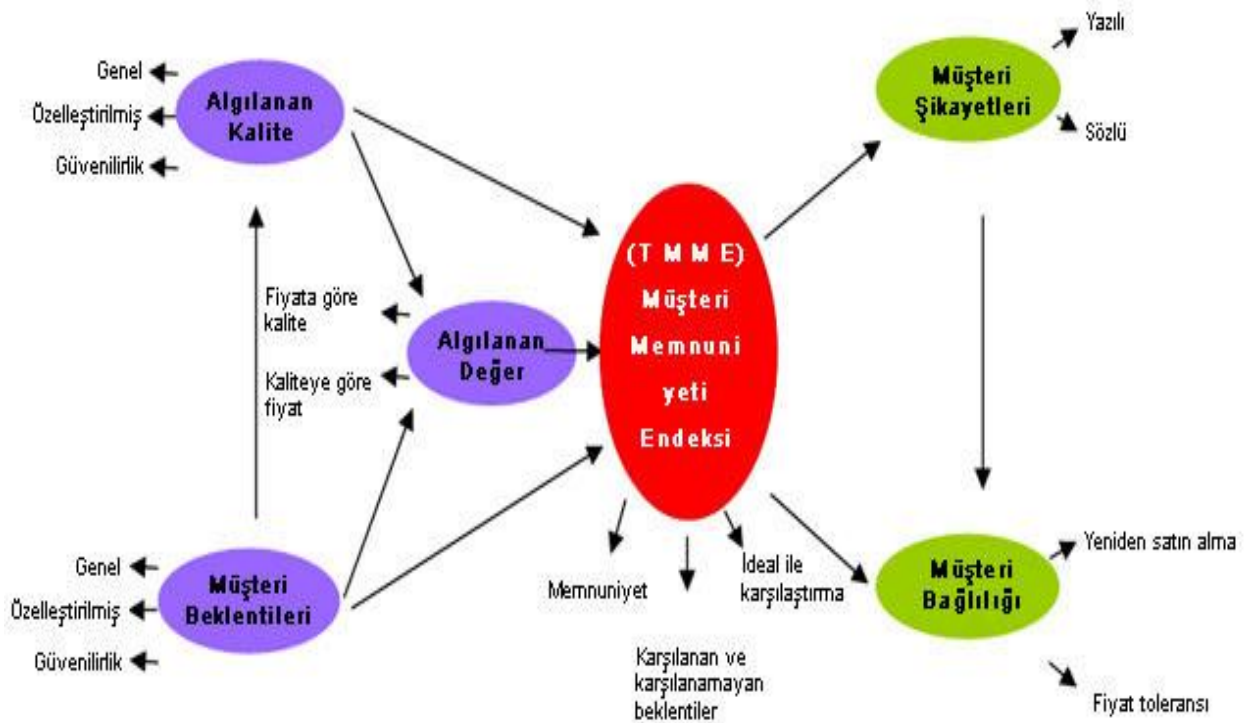 Genel
Özelleştirilmiş
Güvenilirlik
Algılanan
Kalite
Müşteri
Şikayetleri
Yazılı
Sözlü
(T M M E)
Müşteri
Memnuni
yeti
Endeksi
Fiyata göre
kalite
Kaliteye göre
fiyat
Algılanan
Değer
Genel
Özelleştirilmiş
Güvenilirlik
Müşteri
Beklentileri
Memnuniyet
Karşılanan ve
karşılanamayan
beklentiler
İdeal ile
karşılaştırma
Müşteri
Bağlılığı
Yeniden satın alma
Fiyat toleransı